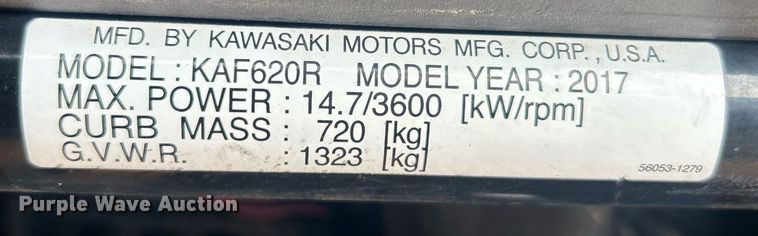 MFD. BY KAWASAKI MOTORS MFG. CORP., U.S.A.
MODEL : KAF620R MODEL YEAR : 2017
MAX. POWER : 14.7/3600 [kW/rpm]
CURB MASS : 720 [kg]
G.V.W.R. : 1323 [kg]
56053-1279
Purple Wave Auction